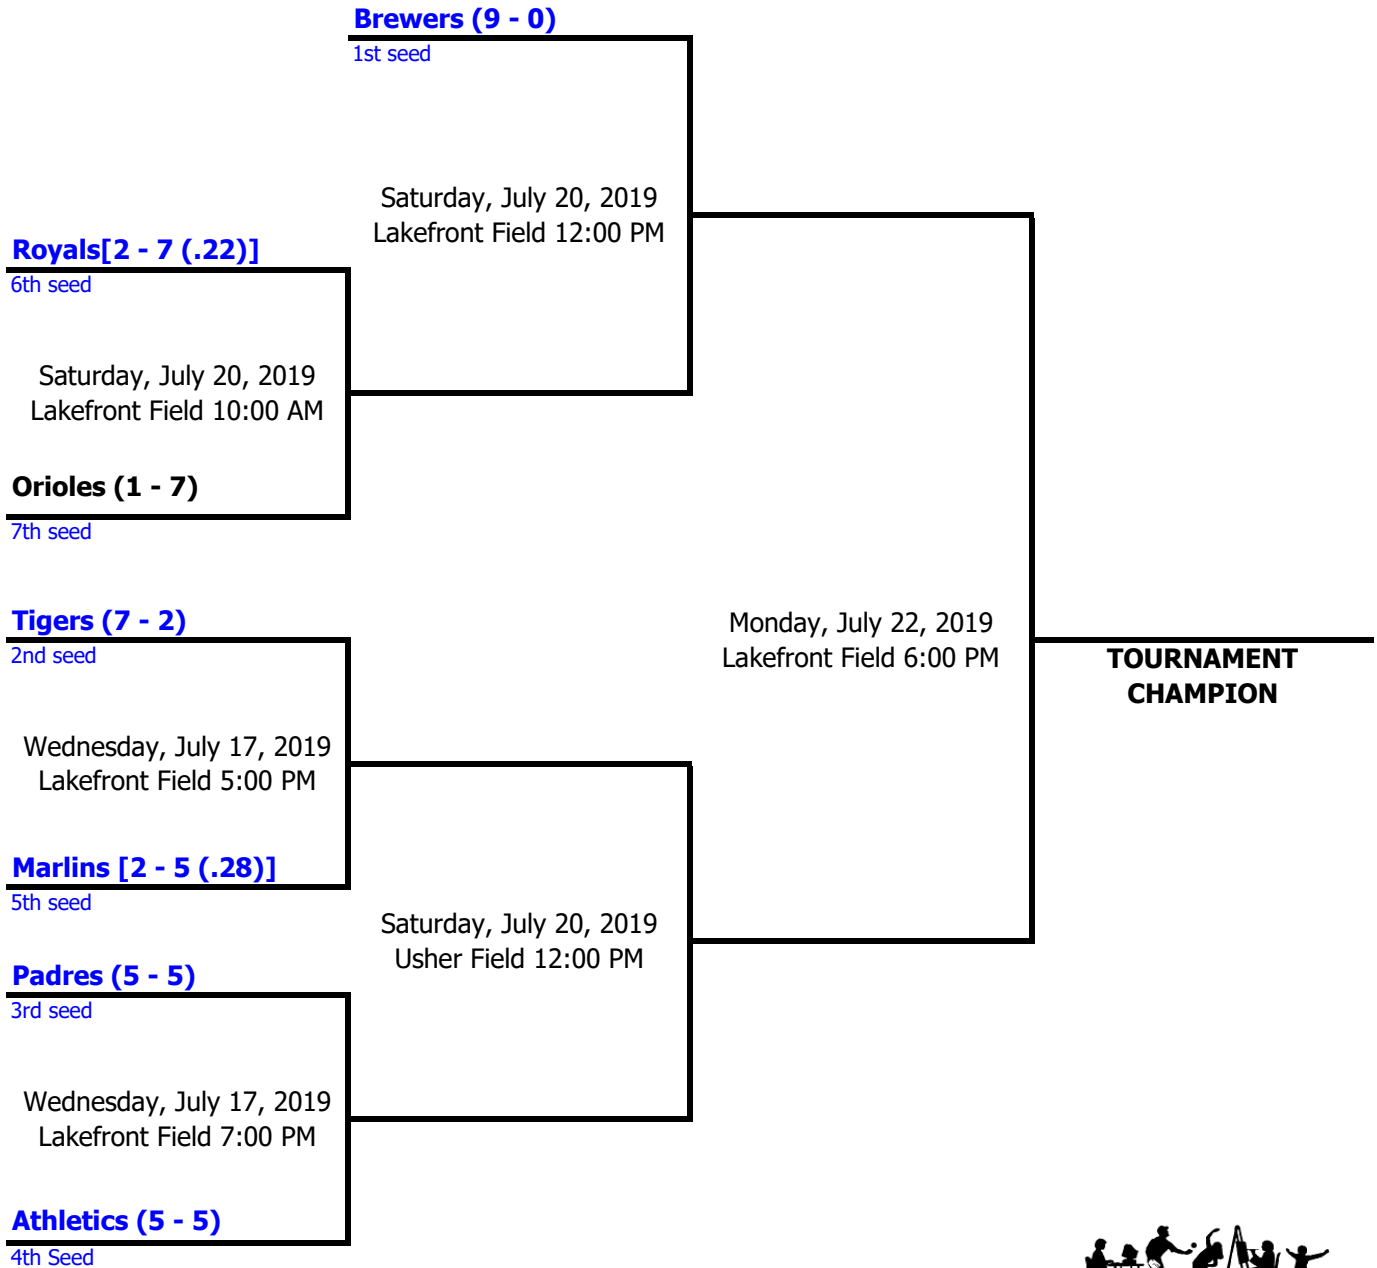 Brewers (9 - 0)
1st seed
Saturday, July 20, 2019
Lakefront Field 12:00 PM
Royals[2 - 7 (.22)]
6th seed
Saturday, July 20, 2019
Lakefront Field 10:00 AM
Orioles (1 - 7)
7th seed
Tigers (7 - 2)
2nd seed
Monday, July 22, 2019
Lakefront Field 6:00 PM
TOURNAMENT
CHAMPION
Wednesday, July 17, 2019
Lakefront Field 5:00 PM
Marlins [2 - 5 (.28)]
5th seed
Saturday, July 20, 2019
Usher Field 12:00 PM
Padres (5 - 5)
3rd seed
Wednesday, July 17, 2019
Lakefront Field 7:00 PM
Athletics (5 - 5)
4th Seed